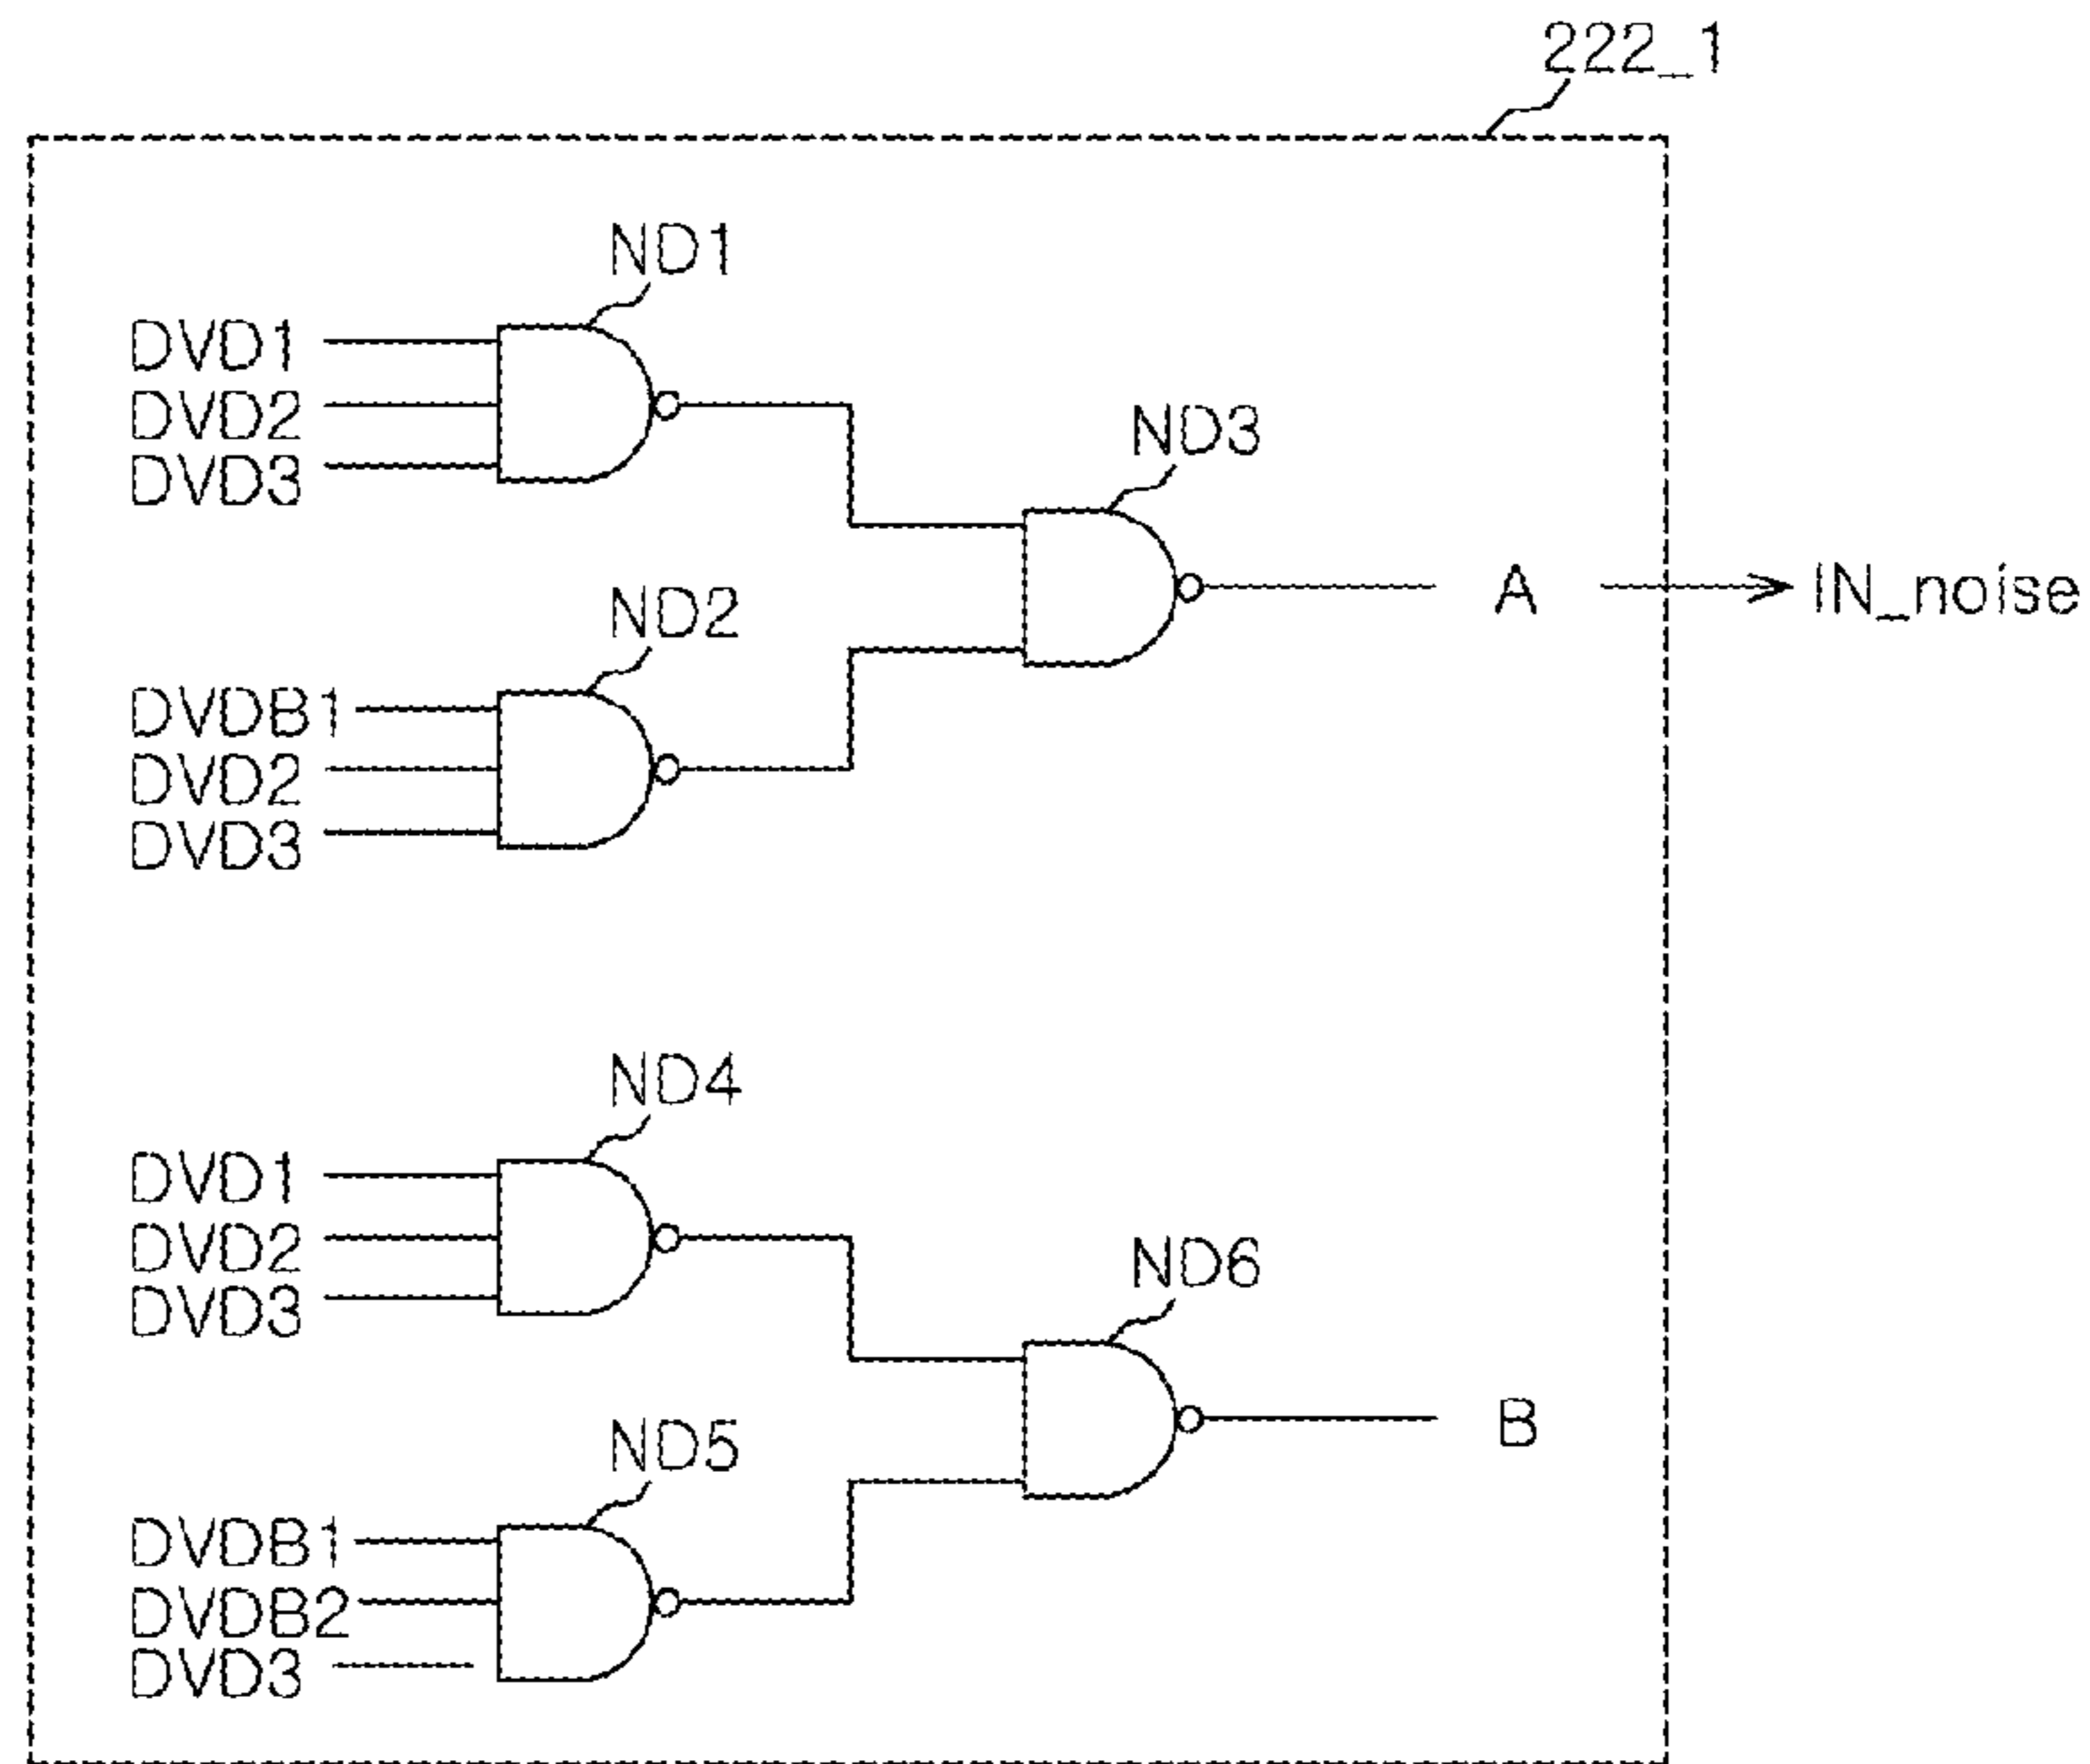 222_1
ND1
DVD1
DVD2
DVD3
ND3
A
IN_noise
ND2
DVDB1
DVD2
DVD3
ND4
DVD1
DVD2
DVD3
ND6
B
ND5
DVDB1
DVDB2
DVD3